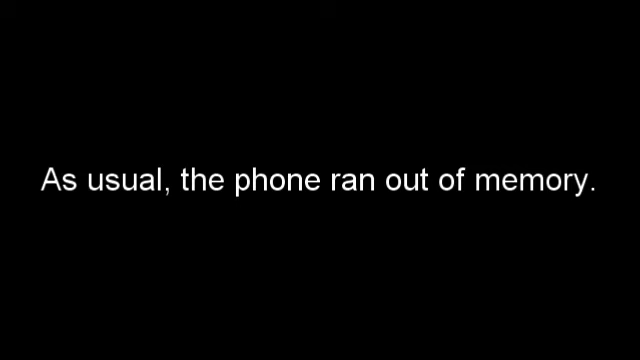 As usual, the phone ran out of memory.